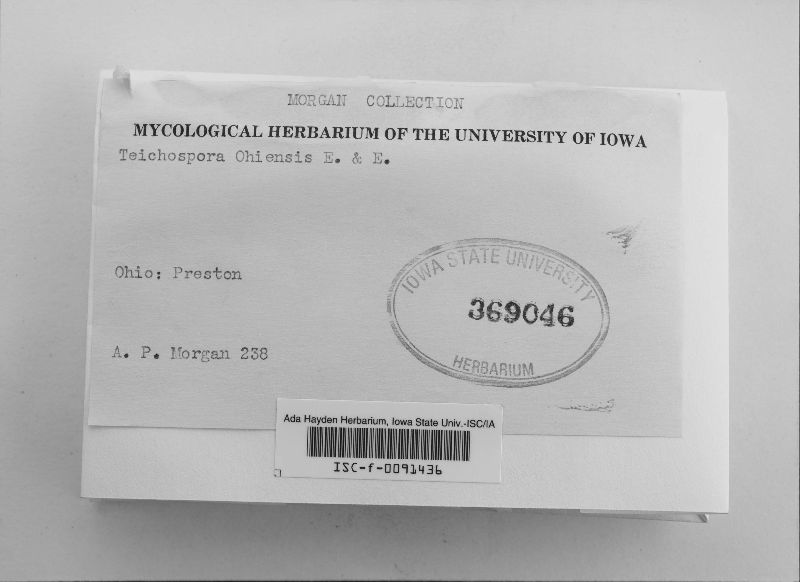 MORGAN COLLECTION
MYCOLOGICAL HERBARIUM OF THE UNIVERSITY OF IOWA
Teichospora Ohiensis E. & E.
Ohio: Preston
IOWA STATE UNIVERSITY
369046
HERBARIUM
A. P. Morgan 238
Ada Hayden Herbarium, Iowa State Univ.-ISC/IA
ISC-f-0091436